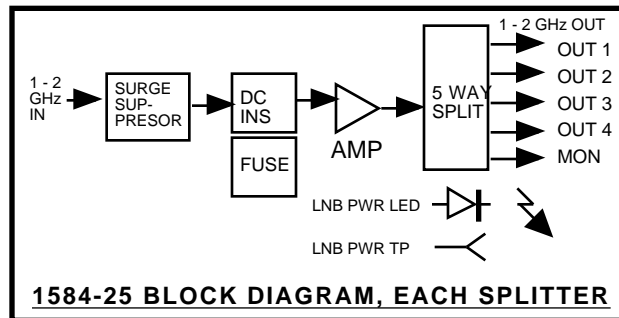 1 - 2 GHz OUT
1 - 2
GHz
IN
SURGE
SUP-
PRESOR
DC
INS
FUSE
AMP
5 WAY
SPLIT
OUT 1
OUT 2
OUT 3
OUT 4
MON
LNB PWR LED
LNB PWR TP
1584-25 BLOCK DIAGRAM, EACH SPLITTER